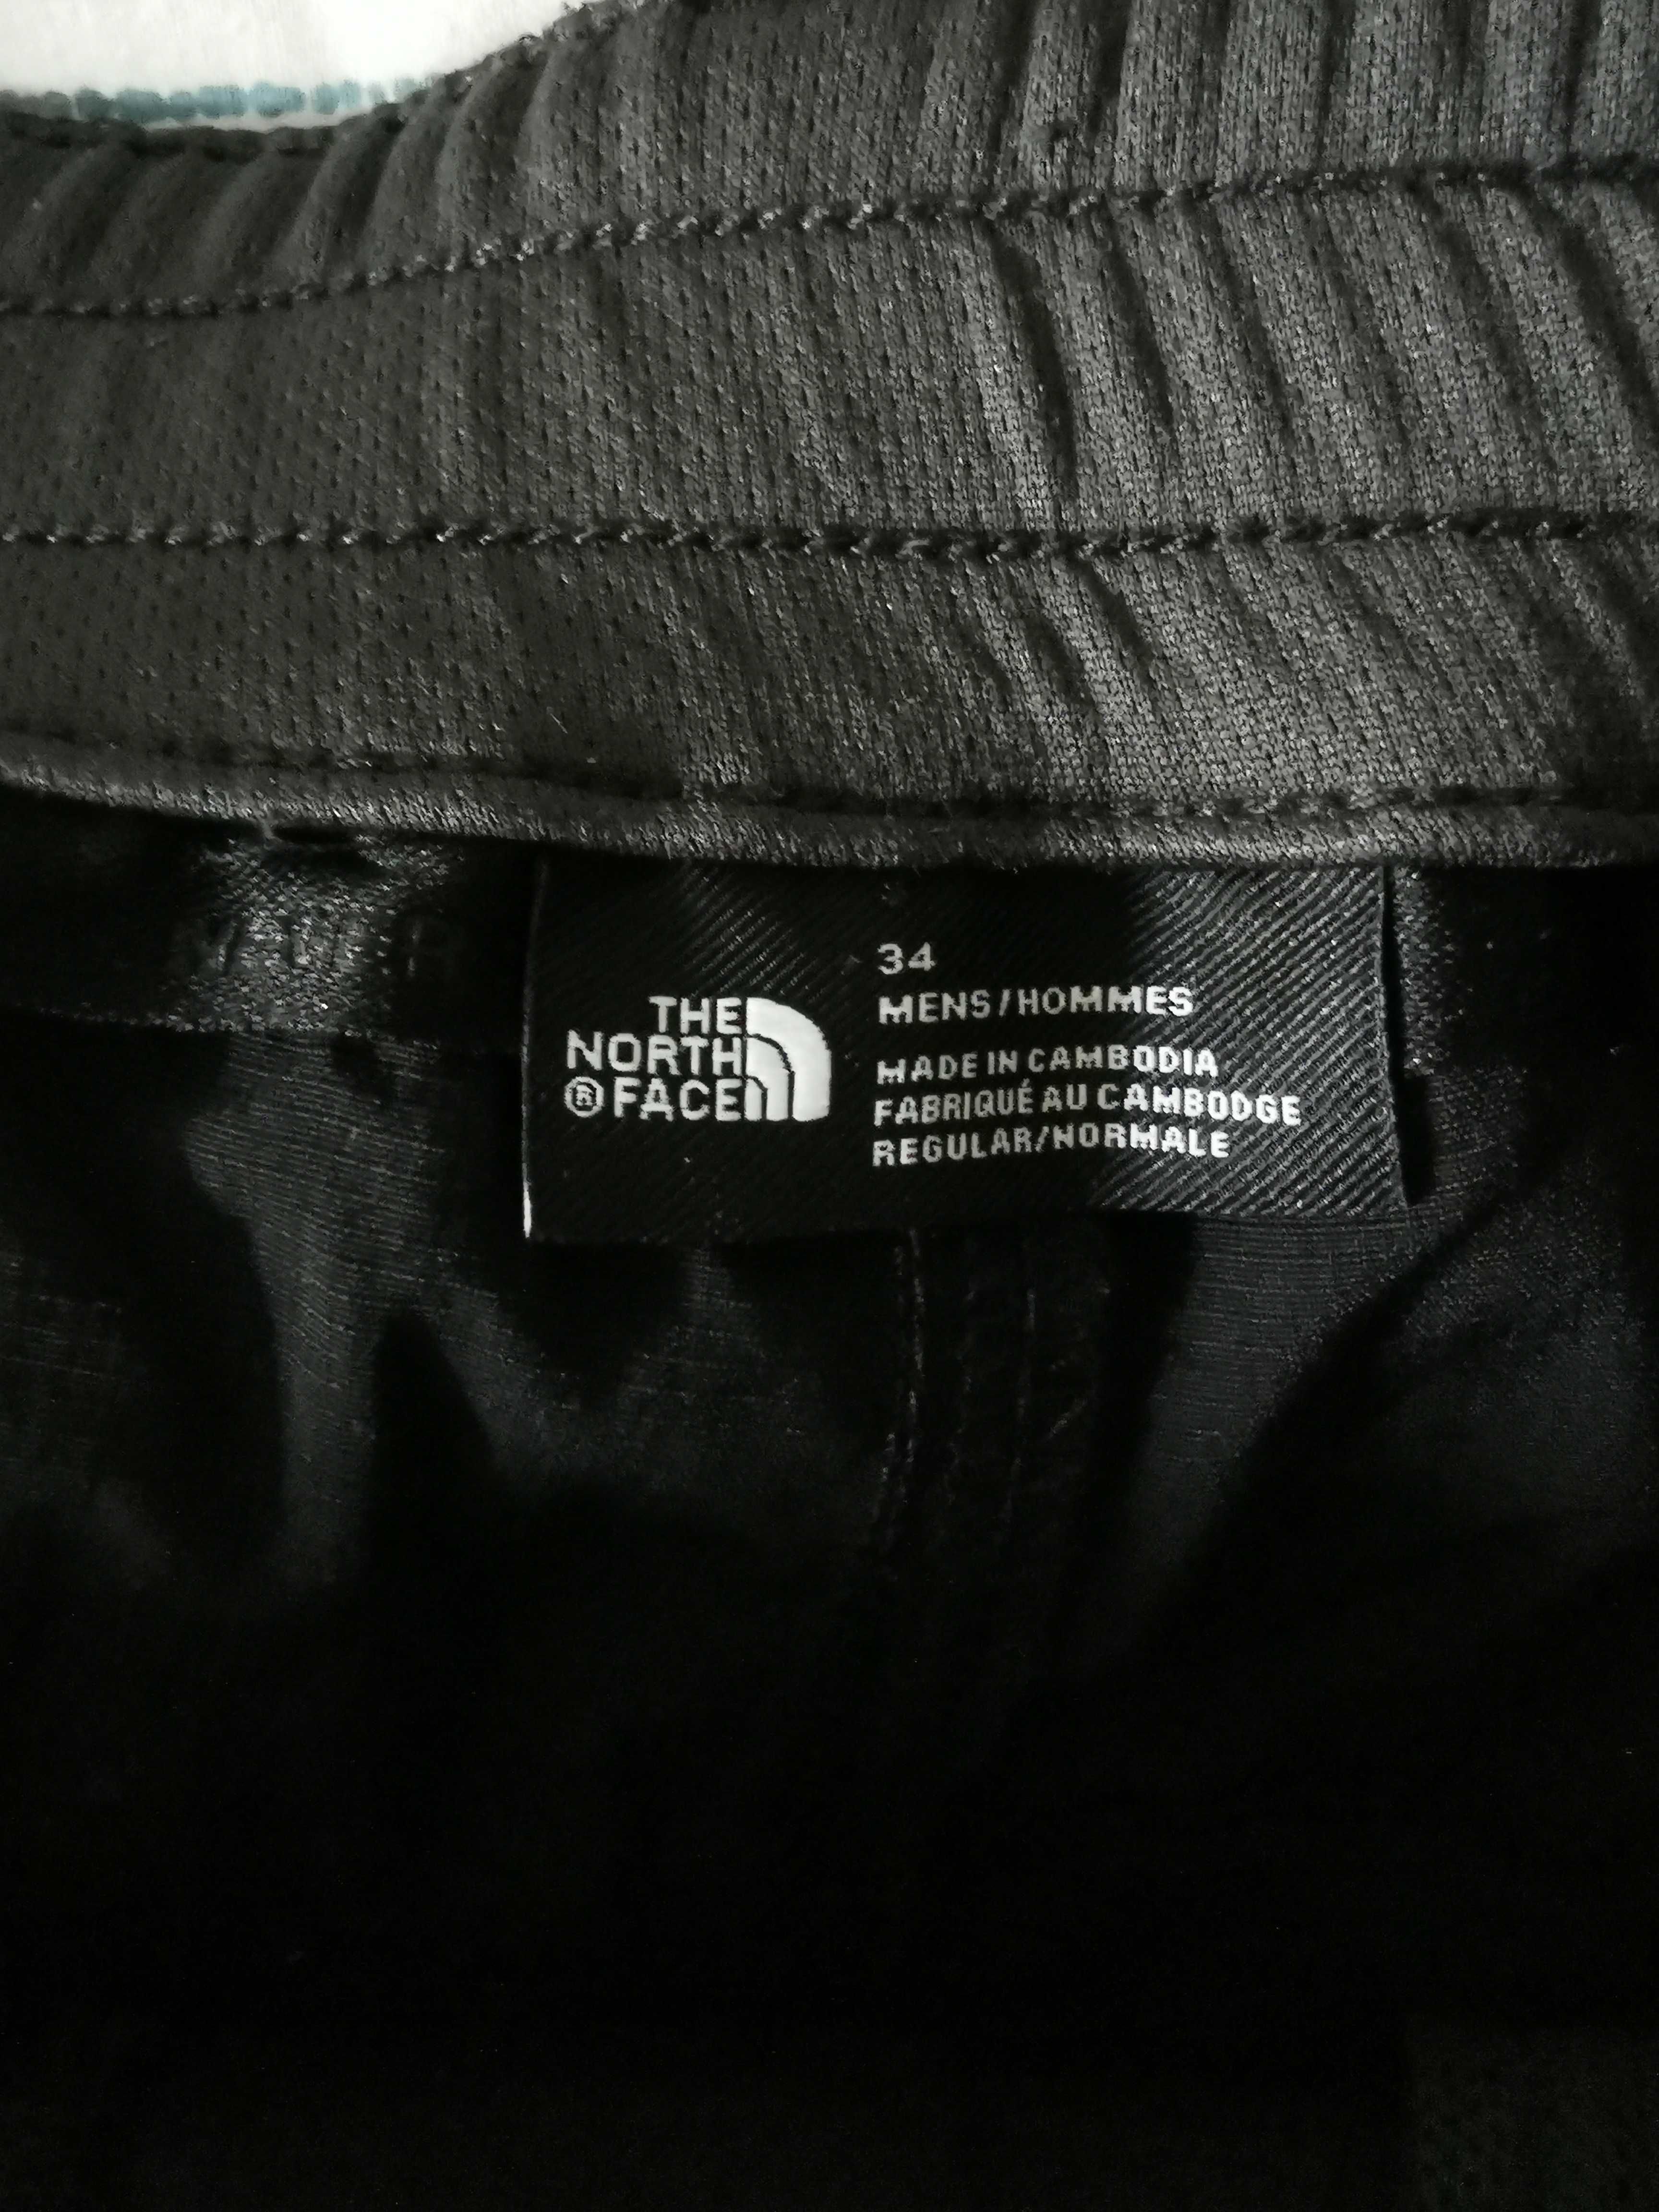 THE
NORTH
® FACE
34
MENS/HOMMES
MADE IN CAMBODIA
FABRIQUÉ AU CAMBODGE
REGULAR/NORMALE